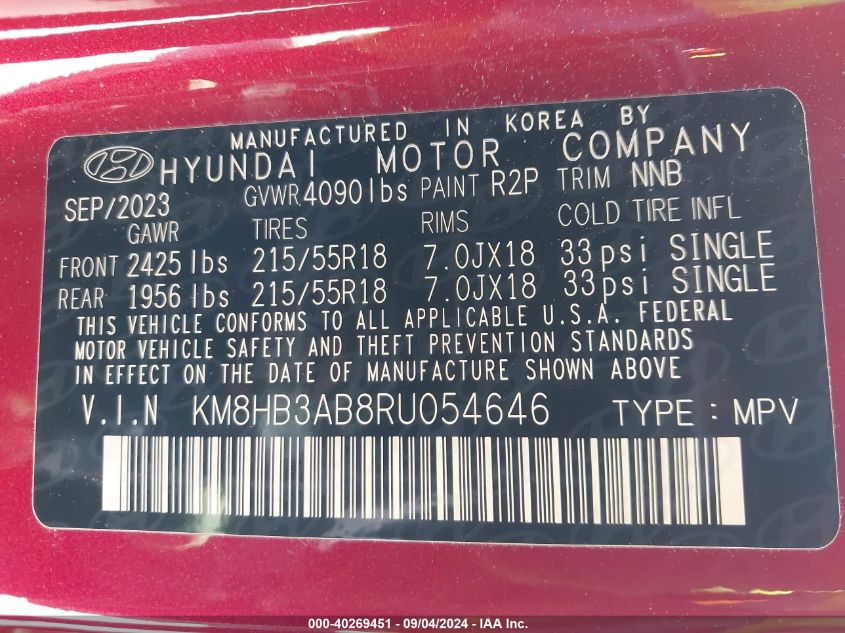 MANUFACTURED IN KOREA BY
HYUNDAI MOTOR COMPANY
SEP/2023 GVWR 4090 lbs PAINT R2P TRIM NNB
GAWR TIRES RIMS COLD TIRE INFL
FRONT 2425 lbs 215/55R18 7.0JX18 33psi SINGLE
REAR 1956 lbs 215/55R18 7.0JX18 33psi SINGLE
THIS VEHICLE CONFORMS TO ALL APPLICABLE U.S.A. FEDERAL
MOTOR VEHICLE SAFETY AND THEFT PREVENTION STANDARDS
IN EFFECT ON THE DATE OF MANUFACTURE SHOWN ABOVE
V.I.N KM8HB3AB8RU054646 TYPE : MPV
000-40269451 - 09/04/2024 - IAA Inc.